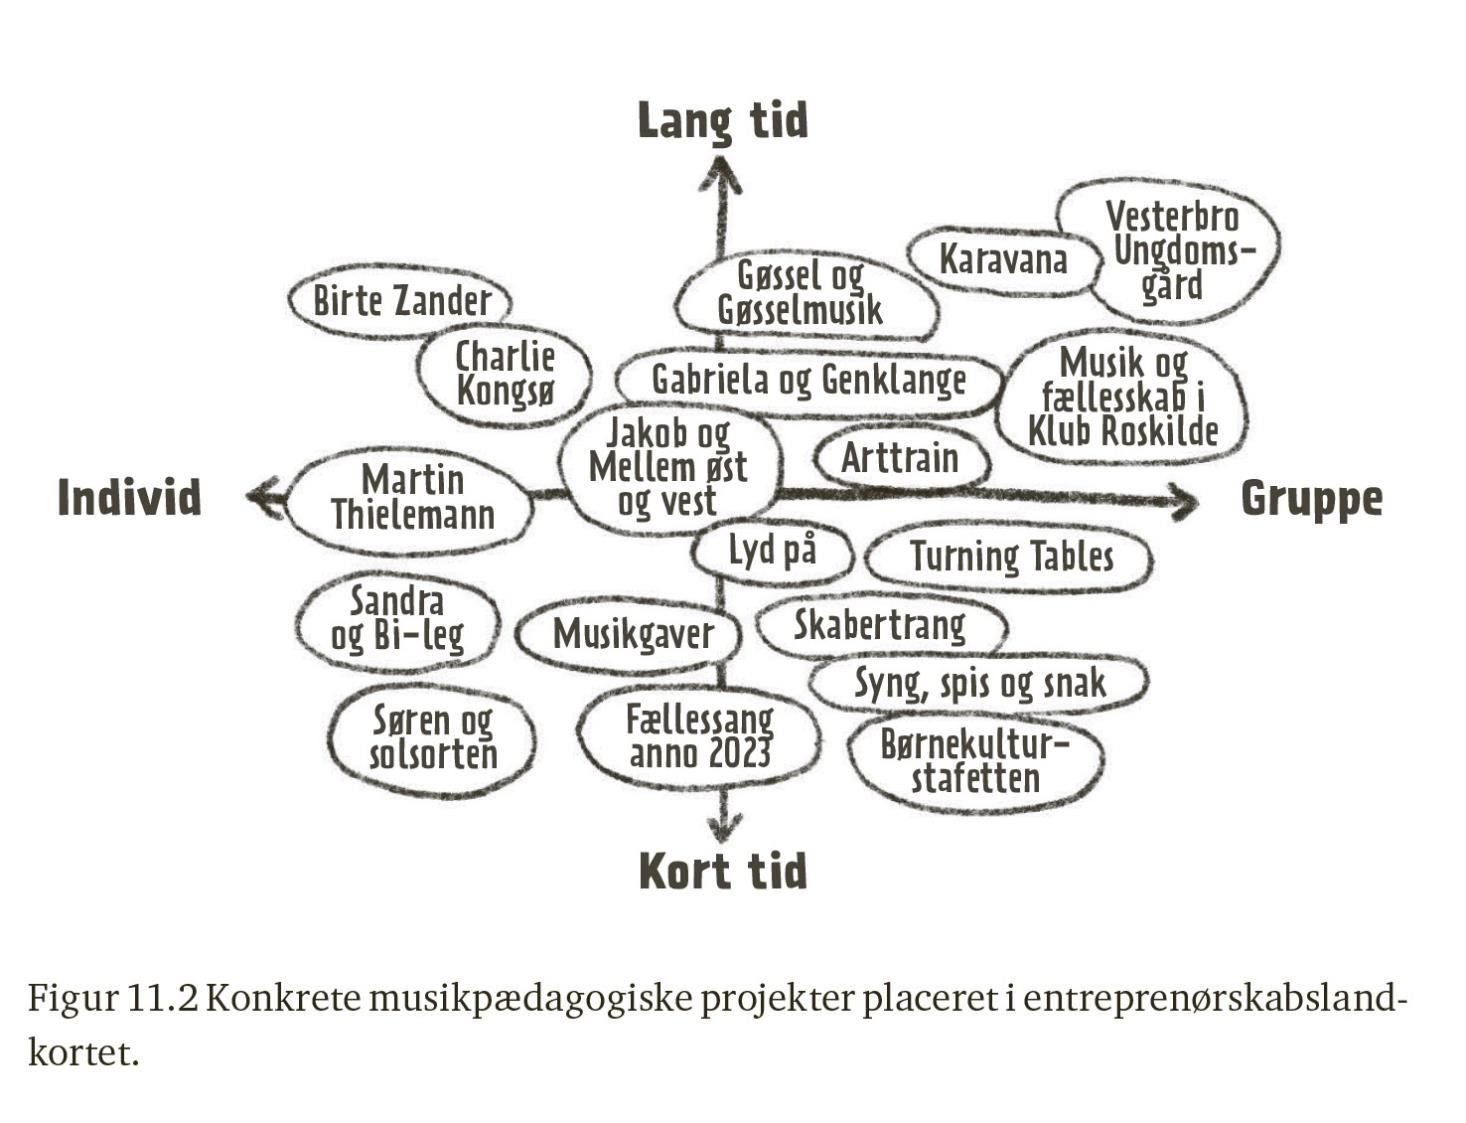 Lang tid
Vesterbro
Ungdoms-
gård
Karavana
Gøssel og
Gøsselmusik
Birte Zander
Charlie
Kongsø
Gabriela og Genklange
Musik og
fællesskab i
Klub Roskilde
Jakob og
Mellem øst
og vest
Arttrain
Individ
Martin
Thielemann
Gruppe
Lyd på
Turning Tables
Sandra
og Bi-leg
Musikgaver
Skabertrang
Syng, spis og snak
Søren og
solsorten
Fællessang
anno 2023
Børnekultur-
stafetten
Kort tid
Figur 11.2 Konkrete musikpædagogiske projekter placeret i entreprenørskabsland-
kortet.